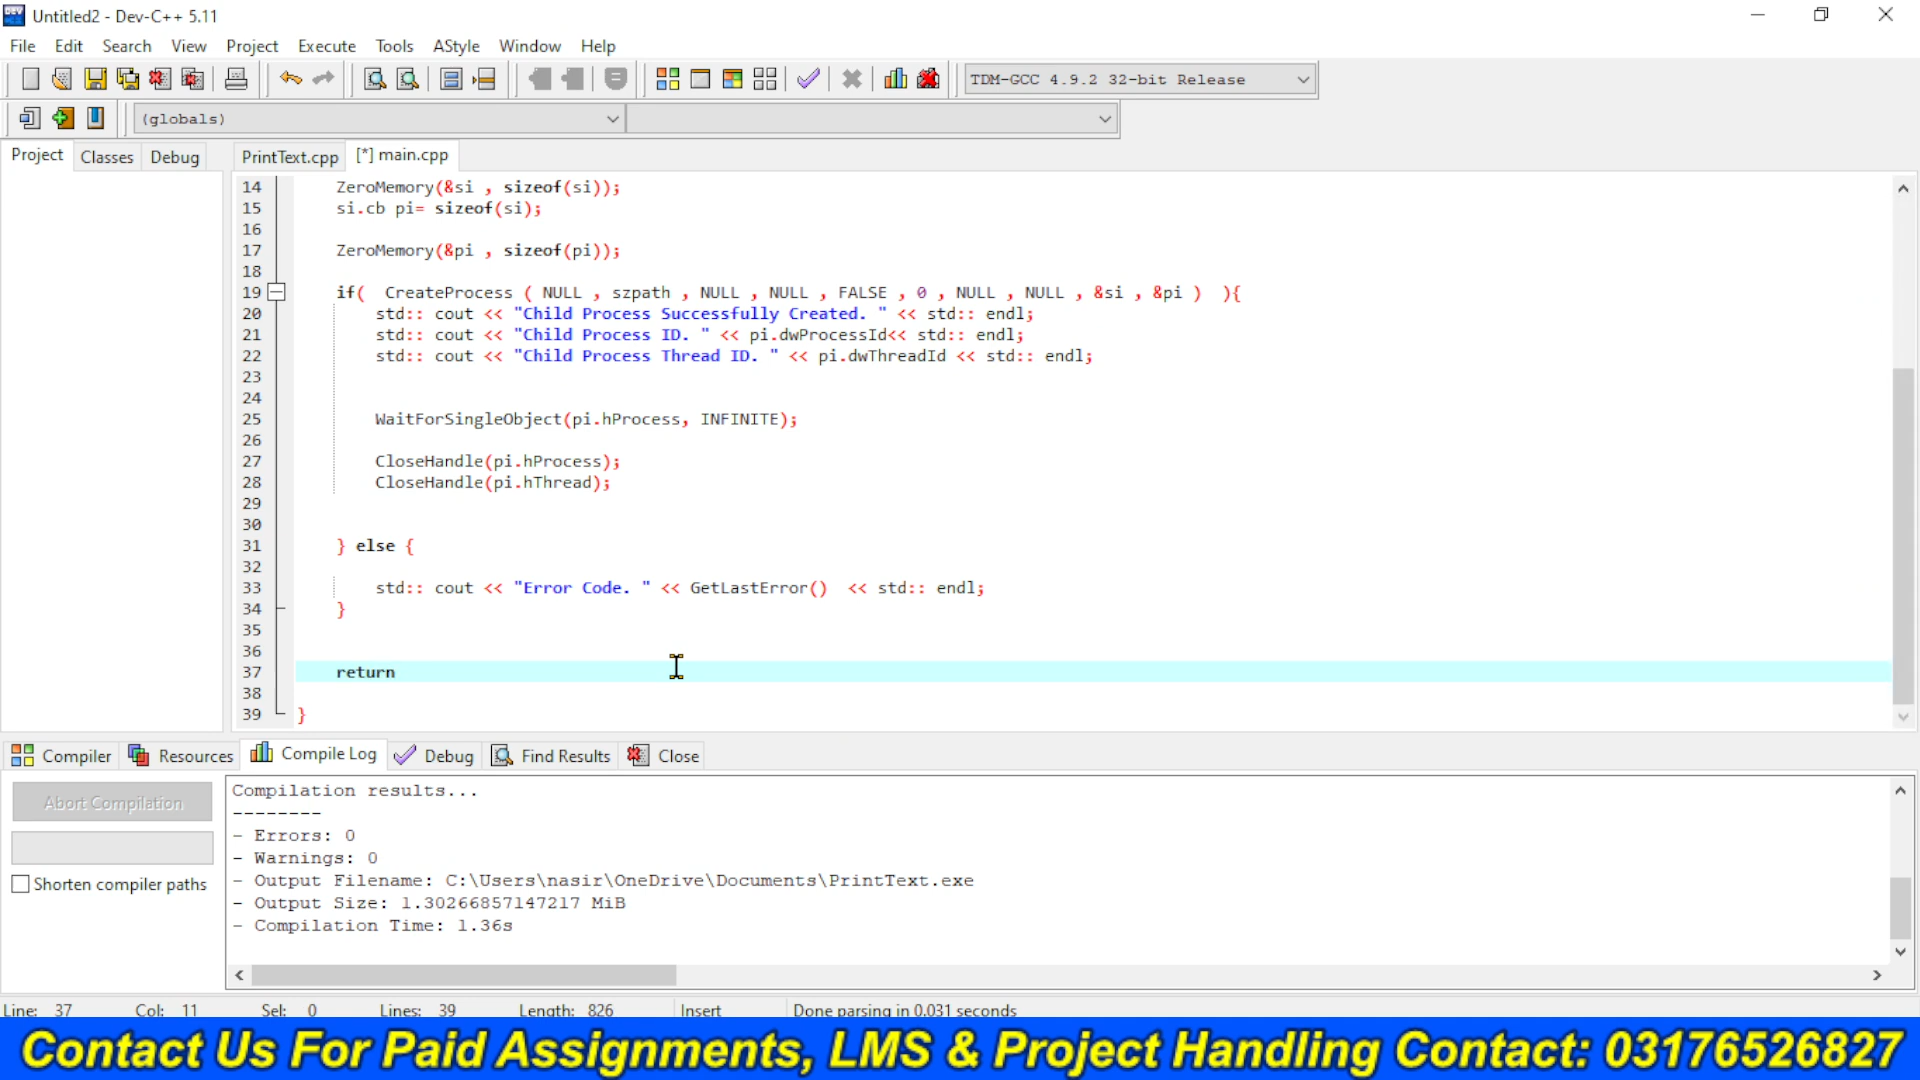 Untitled2 - Dev-C++ 5.11
File Edit Search View Project Execute Tools AStyle Window Help
TDM-GCC 4.9.2 32-bit Release
(globals)
Project Classes Debug PrintText.cpp [*] main.cpp
14 ZeroMemory(&si , sizeof(si));
15 si.cb pi= sizeof(si);
16
17 ZeroMemory(&pi , sizeof(pi));
18
19 if( CreateProcess ( NULL , szpath , NULL , NULL , FALSE , 0 , NULL , NULL , &si , &pi ) ){
20 std:: cout << "Child Process Successfully Created. " << std:: endl;
21 std:: cout << "Child Process ID. " << pi.dwProcessId<< std:: endl;
22 std:: cout << "Child Process Thread ID. " << pi.dwThreadId << std:: endl;
23
24
25 WaitForSingleObject(pi.hProcess, INFINITE);
26
27 CloseHandle(pi.hProcess);
28 CloseHandle(pi.hThread);
29
30
31 } else {
32
33 std:: cout << "Error Code. " << GetLastError() << std:: endl;
34 }
35
36
37 return
38
39 }
Compiler Resources Compile Log Debug Find Results Close
Abort Compilation
Shorten compiler paths
Compilation results...
--------
- Errors: 0
- Warnings: 0
- Output Filename: C:\Users\nasir\OneDrive\Documents\PrintText.exe
- Output Size: 1.30266857147217 MiB
- Compilation Time: 1.36s
Line: 37 Col: 11 Sel: 0 Lines: 39 Length: 826 Insert Done parsing in 0.031 seconds
Contact Us For Paid Assignments, LMS & Project Handling Contact: 03176526827